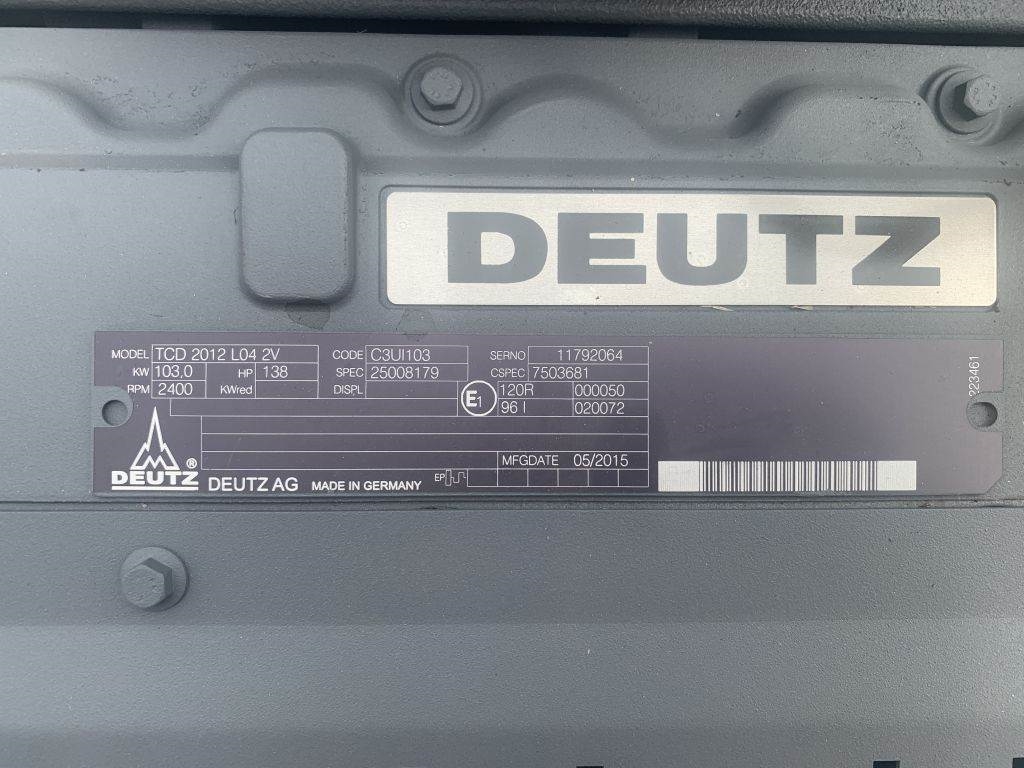 DEUTZ
MODEL TCD 2012 L04 2V CODE C3UI103 SERNO 11792064
KW 103,0 HP 138 SPEC 25008179 CSPEC 7503681
RPM 2400 KWred DISPL E1 120R 000050
96 I 020072
MFGDATE 05/2015
DEUTZ ® DEUTZ AG MADE IN GERMANY EP
223461